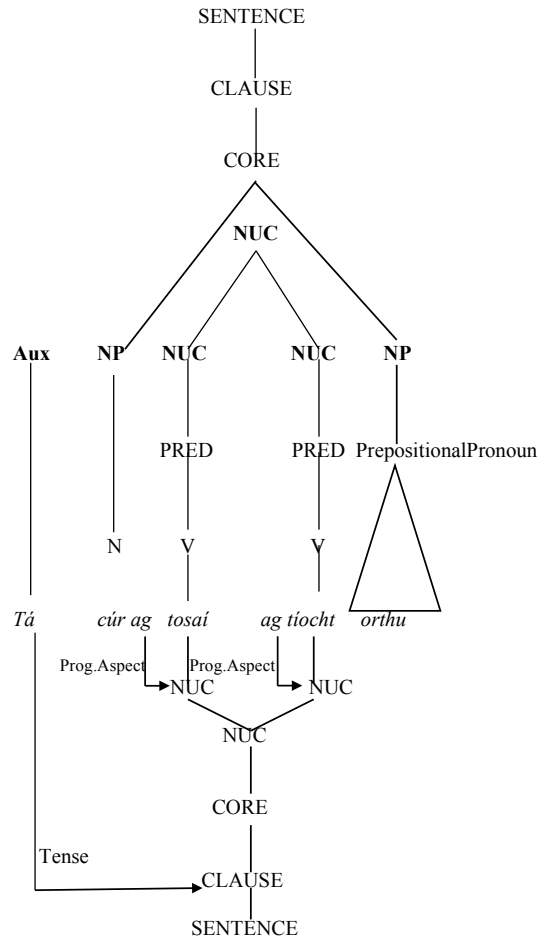 SENTENCE
CLAUSE
CORE
NUC
Aux NP NUC NUC NP
PRED PRED PrepositionalPronoun
N V V
Tá cúr ag tosaí ag tíocht orthu
Prog.Aspect Prog.Aspect
NUC NUC
NUC
CORE
Tense
CLAUSE
SENTENCE